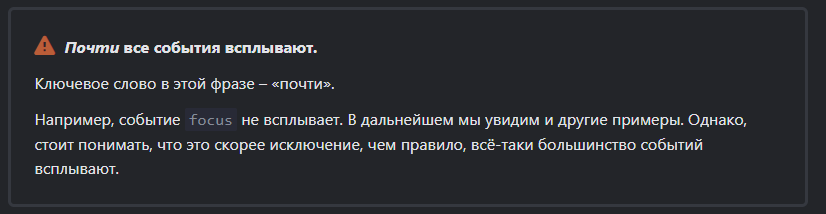 Почти все события всплывают.
Ключевое слово в этой фразе – «почти».
Например, событие focus не всплывает. В дальнейшем мы увидим и другие примеры. Однако,
стоит понимать, что это скорее исключение, чем правило, всё-таки большинство событий
всплывают.